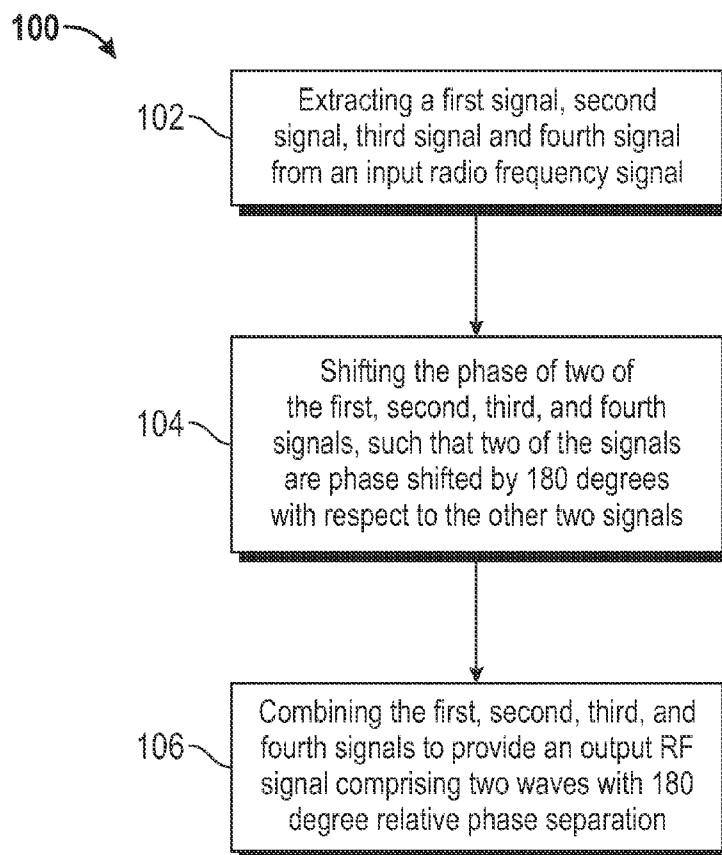 100
102
Extracting a first signal, second
signal, third signal and fourth signal
from an input radio frequency signal
104
Shifting the phase of two of
the first, second, third, and fourth
signals, such that two of the signals
are phase shifted by 180 degrees
with respect to the other two signals
106
Combining the first, second, third, and
fourth signals to provide an output RF
signal comprising two waves with 180
degree relative phase separation